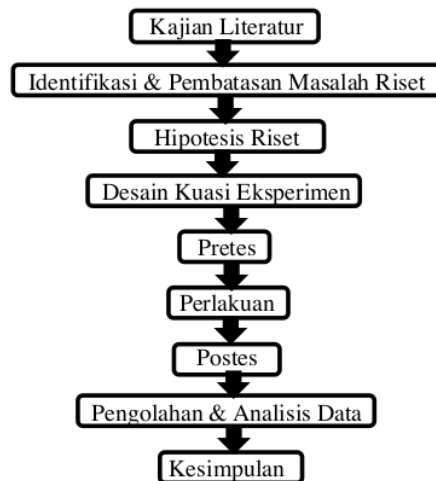 Kajian Literatur
Identifikasi & Pembatasan Masalah Riset
Hipotesis Riset
Desain Kuasi Eksperimen
Pretes
Perlakuan
Postes
Pengolahan & Analisis Data
Kesimpulan